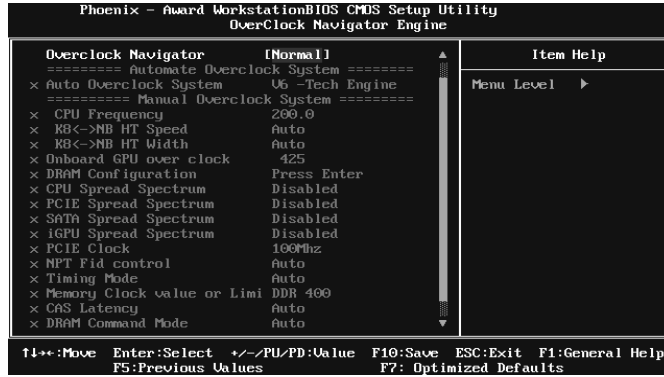 Phoenix - Award WorkstationBIOS CMOS Setup Utility
OverClock Navigator Engine
Overclock Navigator [Normal]
Item Help
========= Automate Overclock System ========
x Auto Overclock System V6 -Tech Engine
Menu Level ▶
========== Manual Overclock System =========
x CPU Frequency 200.0
x K8<->NB HT Speed Auto
x K8<->NB HT Width Auto
x Onboard GPU over clock 425
x DRAM Configuration Press Enter
x CPU Spread Spectrum Disabled
x PCIE Spread Spectrum Disabled
x SATA Spread Spectrum Disabled
x iGPU Spread Spectrum Disabled
x PCIE Clock 100Mhz
x NPT Fid control Auto
x Timing Mode Auto
x Memory Clock value or Limi DDR 400
x CAS Latency Auto
x DRAM Command Mode Auto
↑↓→←:Move Enter:Select +/-/PU/PD:Value F10:Save ESC:Exit F1:General Help
F5:Previous Values F7: Optimized Defaults